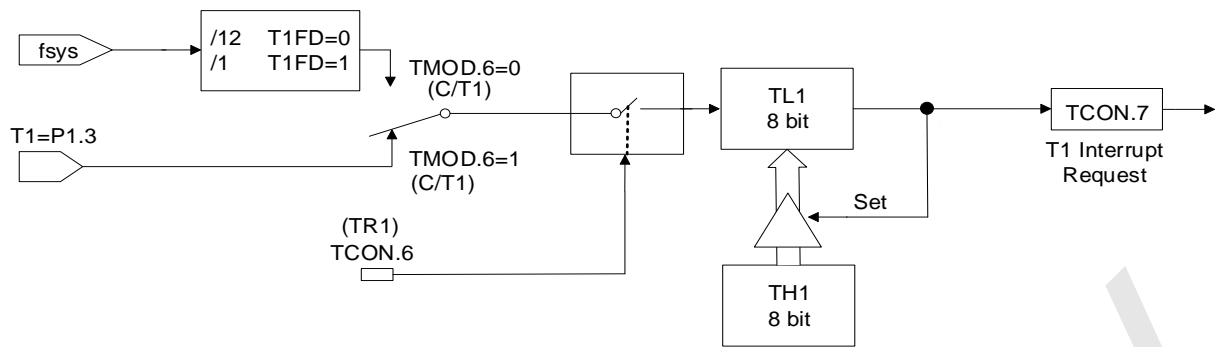 fsys
/12 T1FD=0
/1 T1FD=1
TMOD.6=0
(C/T1)
T1=P1.3
TMOD.6=1
(C/T1)
(TR1)
TCON.6
TL1
8 bit
TCON.7
T1 Interrupt
Request
Set
TH1
8 bit